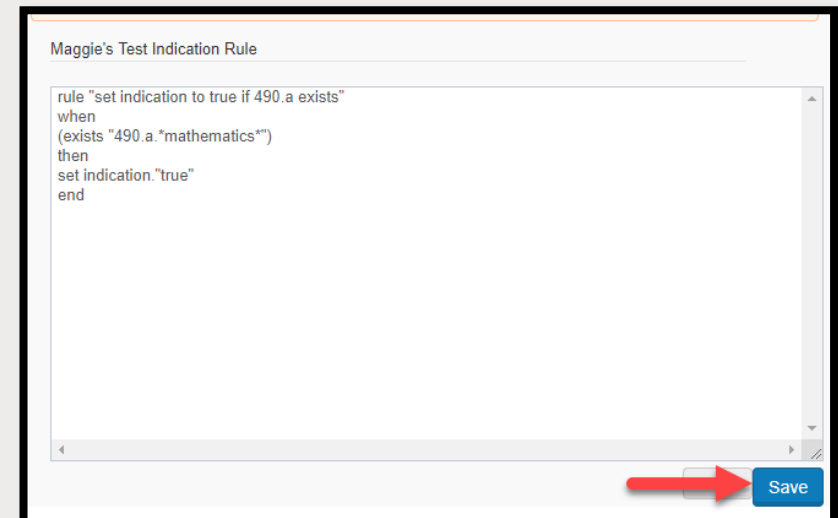 Maggie's Test Indication Rule
rule "set indication to true if 490.a exists"
when
(exists "490.a.*mathematics*")
then
set indication."true"
end
Save